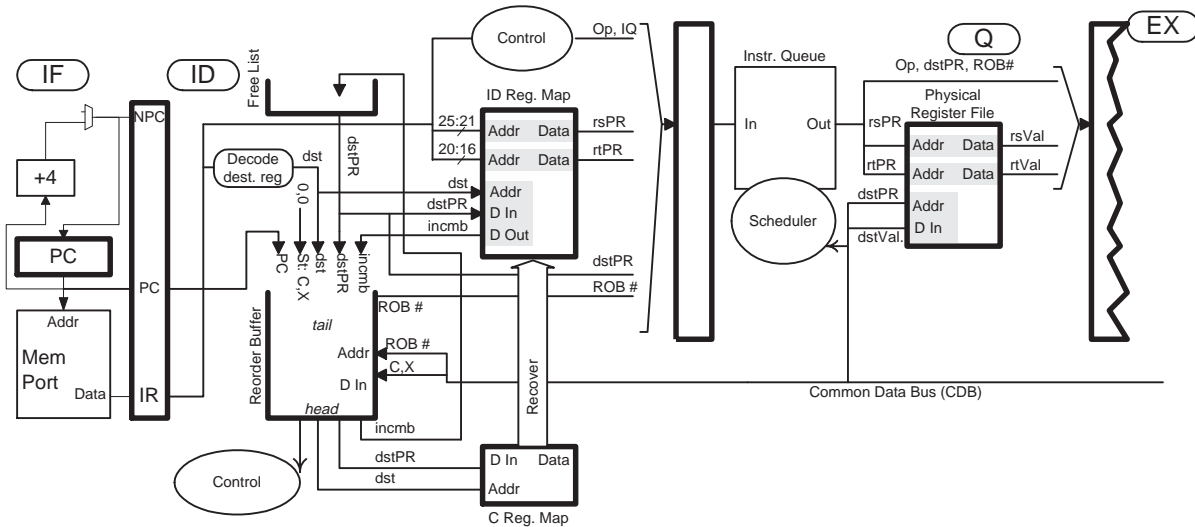 IF
NPC
+4
PC
PC
Addr
Mem
Port
Data
IR
ID
Free List
dstPR
Decode
dest. reg
dst
0,0
PC
St: C,X
dst
dstPR
incmb
Reorder Buffer
tail
ROB #
Addr
ROB #
C,X
D In
head
incmb
Control
dstPR
dst
Control
Op, IQ
ID Reg. Map
25:21
Addr
Data
rsPR
20:16
Addr
Data
rtPR
dst
Addr
dstPR
D In
incmb
D Out
dstPR
ROB #
Recover
D In
Data
Addr
C Reg. Map
Instr. Queue
In
Out
Scheduler
Q
Op, dstPR, ROB#
Physical
Register File
rsPR
Addr
Data
rsVal
rtPR
Addr
Data
rtVal
dstPR
Addr
dstVal.
D In
Common Data Bus (CDB)
EX